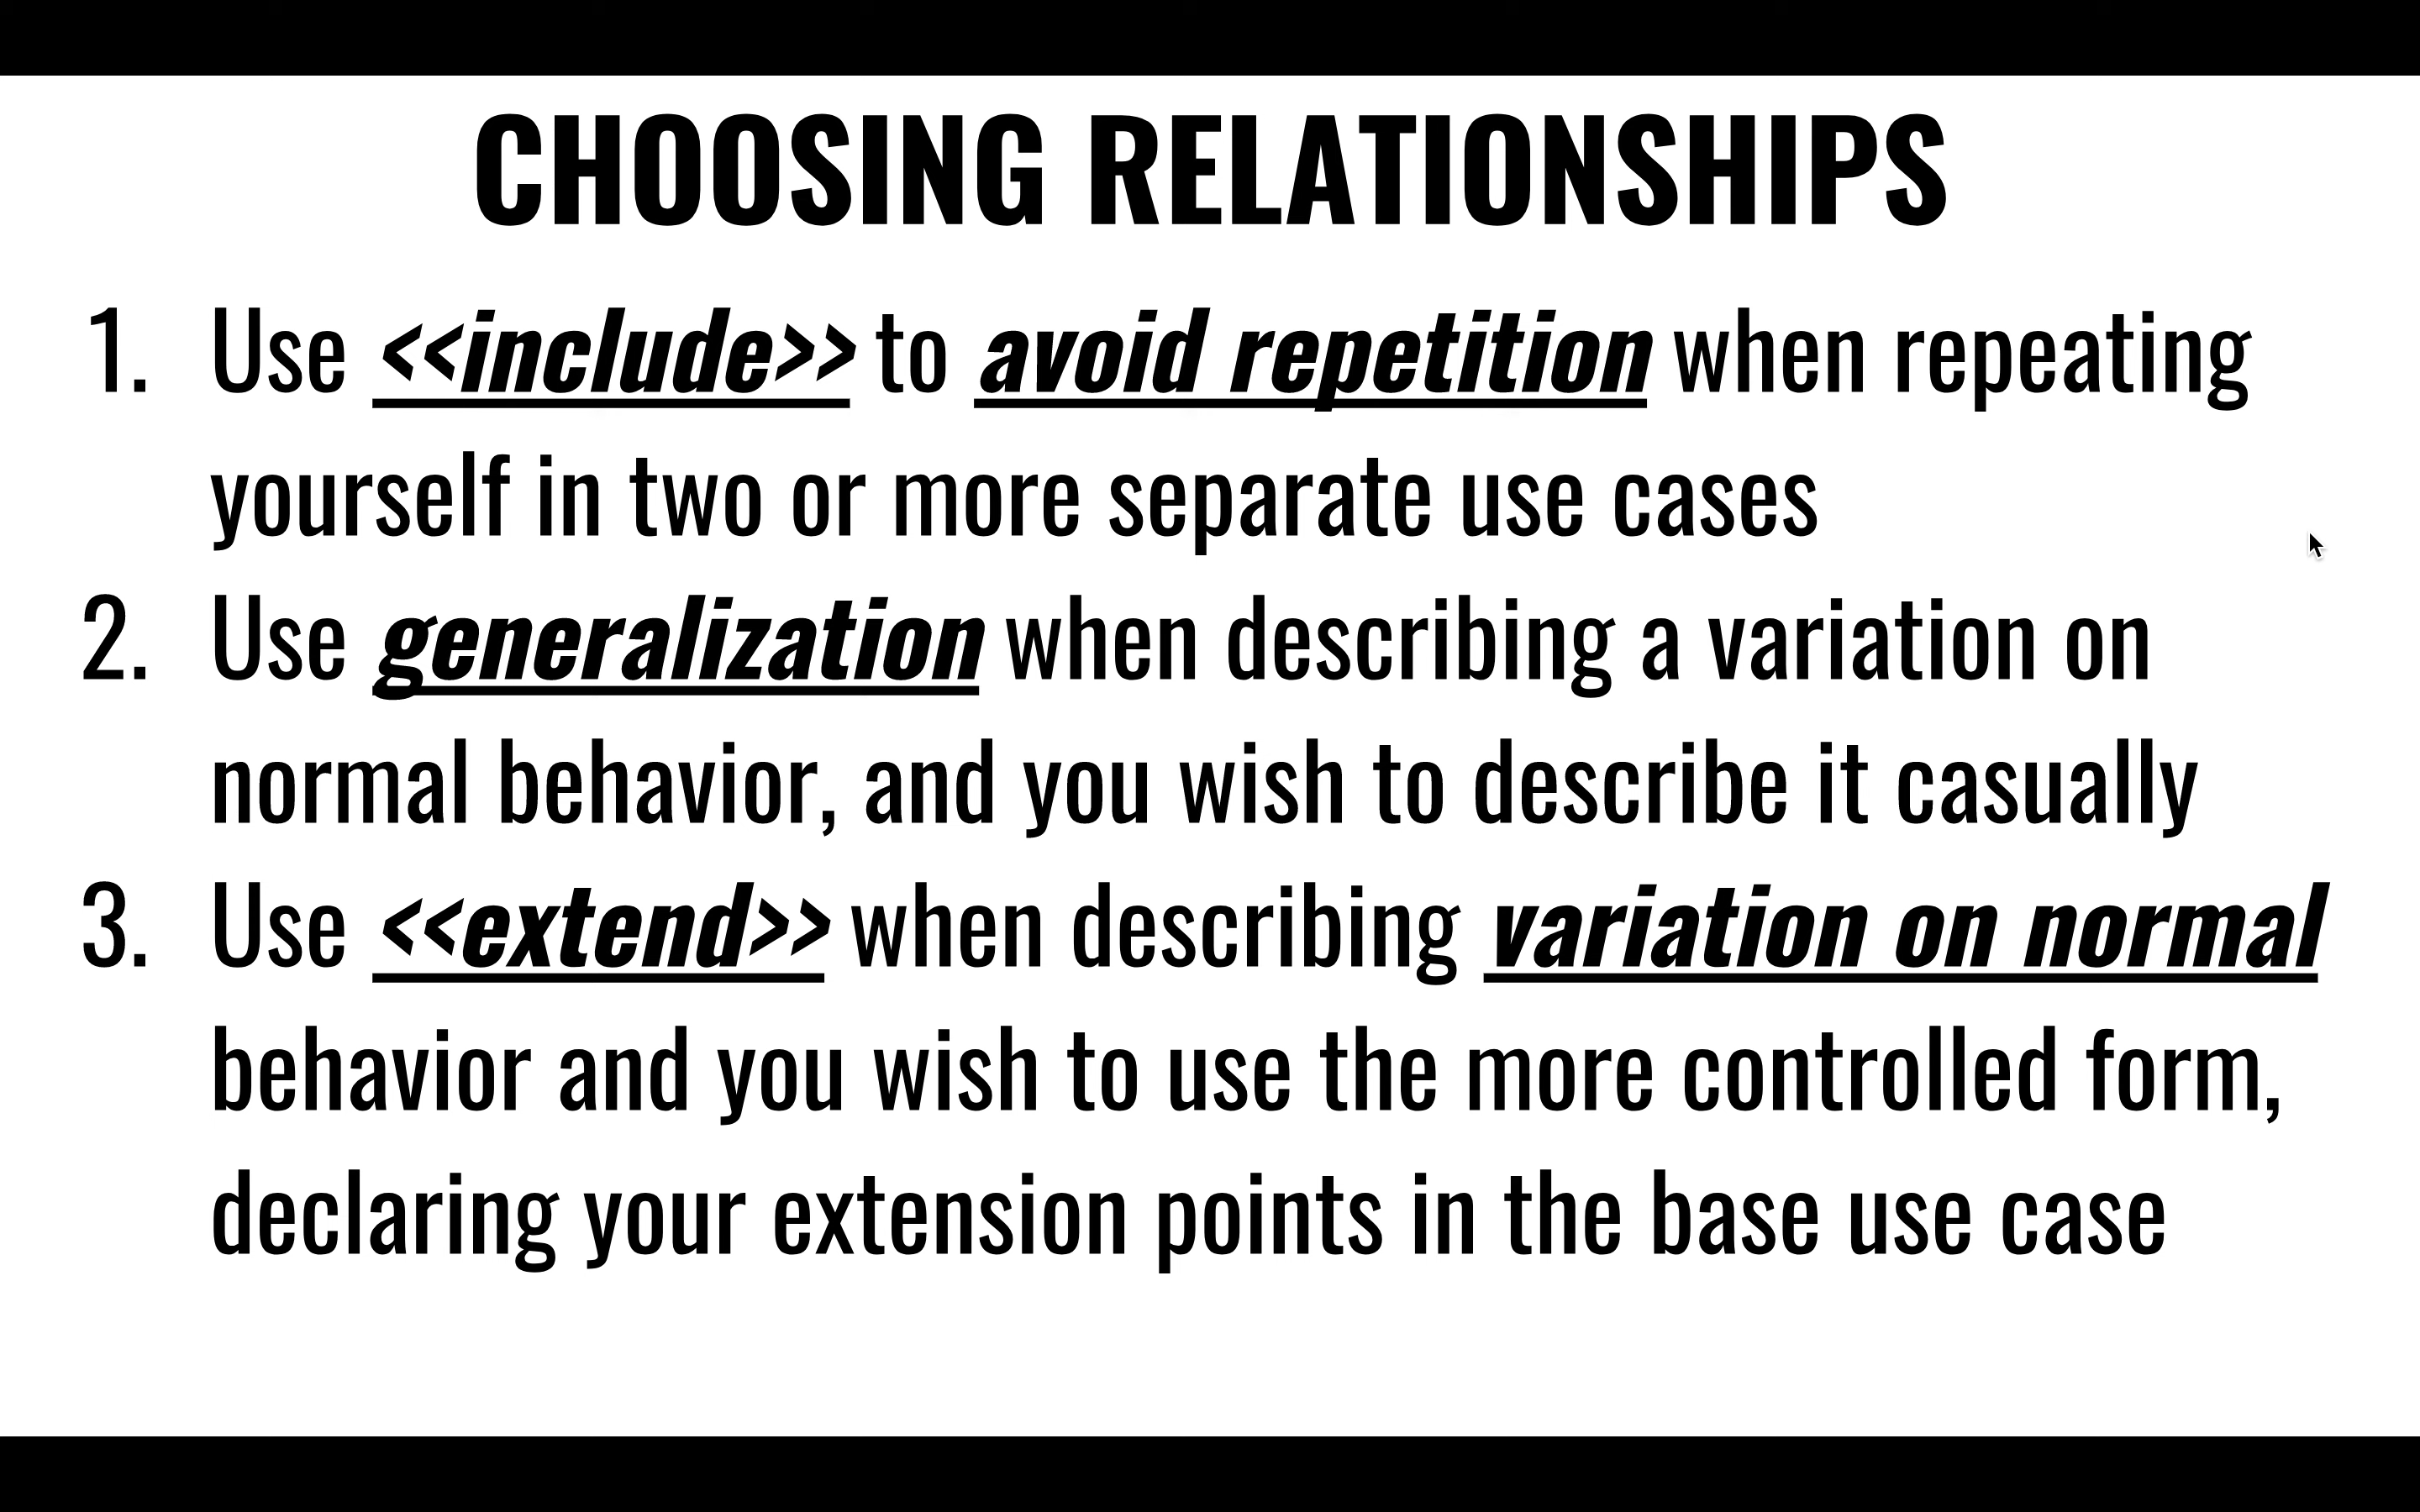 CHOOSING RELATIONSHIPS
1. Use <<include>> to avoid repetition when repeating
yourself in two or more separate use cases
2. Use generalization when describing a variation on
normal behavior, and you wish to describe it casually
3. Use <<extend>> when describing variation on normal
behavior and you wish to use the more controlled form,
declaring your extension points in the base use case